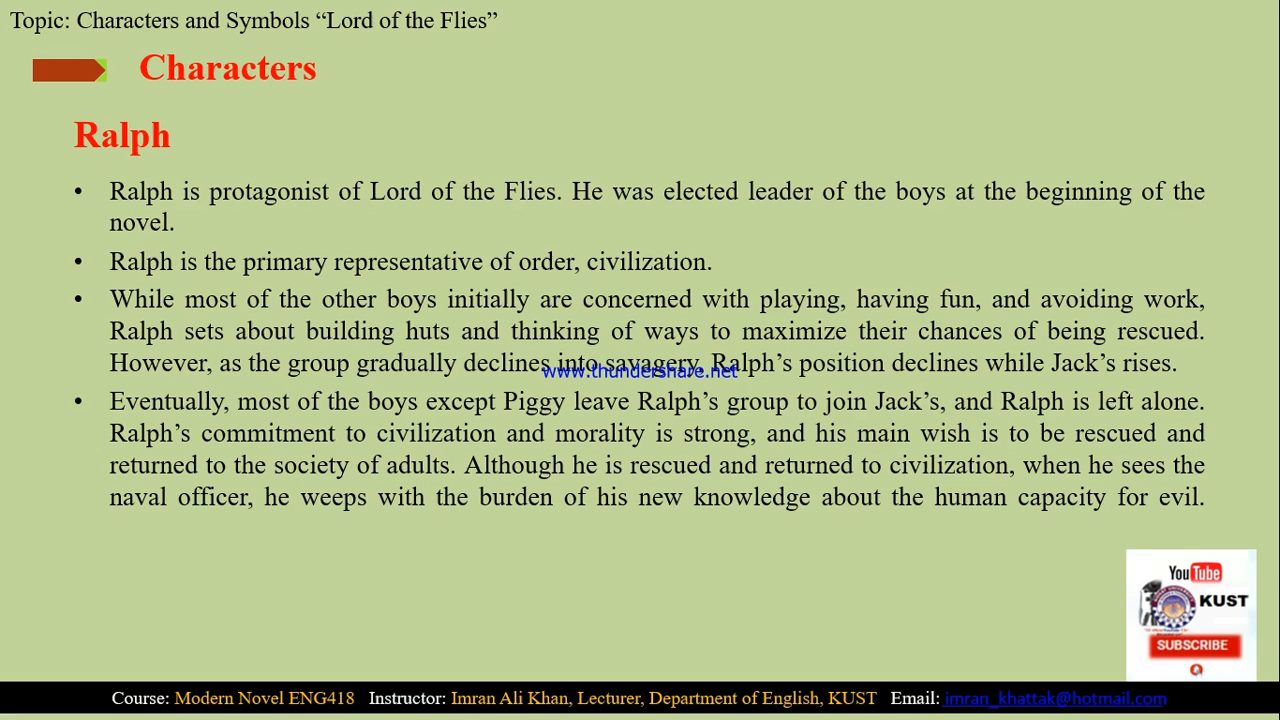 Topic: Characters and Symbols “Lord of the Flies”
Characters
Ralph
• Ralph is protagonist of Lord of the Flies. He was elected leader of the boys at the beginning of the
novel.
• Ralph is the primary representative of order, civilization.
• While most of the other boys initially are concerned with playing, having fun, and avoiding work,
Ralph sets about building huts and thinking of ways to maximize their chances of being rescued.
However, as the group gradually declines into savagery, Ralph’s position declines while Jack’s rises.
www.thundershare.net
• Eventually, most of the boys except Piggy leave Ralph’s group to join Jack’s, and Ralph is left alone.
Ralph’s commitment to civilization and morality is strong, and his main wish is to be rescued and
returned to the society of adults. Although he is rescued and returned to civilization, when he sees the
naval officer, he weeps with the burden of his new knowledge about the human capacity for evil.
YouTube
KUST
SUBSCRIBE
Course: Modern Novel ENG418 Instructor: Imran Ali Khan, Lecturer, Department of English, KUST Email: imran_khattak@hotmail.com